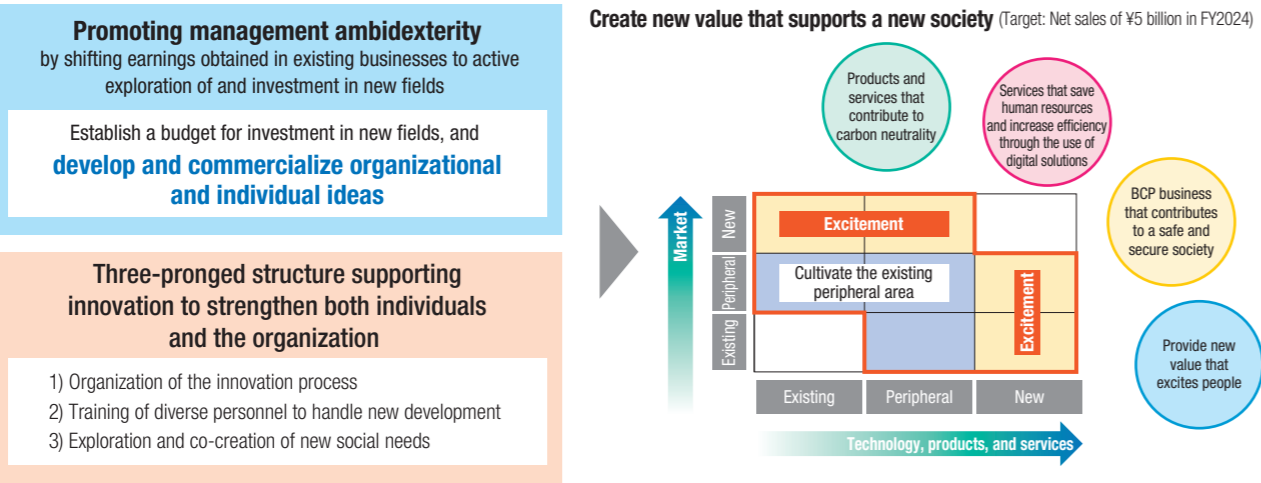 Promoting management ambidexterity
by shifting earnings obtained in existing businesses to active
exploration of and investment in new fields
Establish a budget for investment in new fields, and
develop and commercialize organizational
and individual ideas
Three-pronged structure supporting
innovation to strengthen both individuals
and the organization
1) Organization of the innovation process
2) Training of diverse personnel to handle new development
3) Exploration and co-creation of new social needs
Create new value that supports a new society (Target: Net sales of ¥5 billion in FY2024)
Products and
services that
contribute to
carbon neutrality
Services that save
human resources
and increase efficiency
through the use of
digital solutions
BCP business
that contributes
to a safe and
secure society
Provide new
value that
excites people
Market
New
Peripheral
Existing
Excitement
Cultivate the existing
peripheral area
Excitement
Existing
Peripheral
New
Technology, products, and services